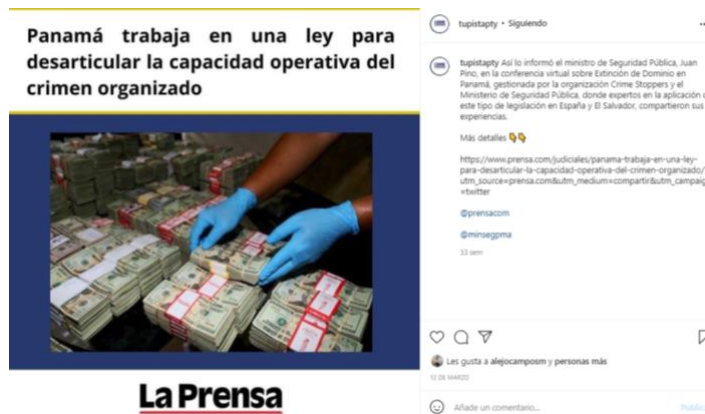 Panamá trabaja en una ley para
desarticular la capacidad operativa del
crimen organizado
La Prensa
tupistapty • Siguiendo
tupistapty Así lo informó el ministro de Seguridad Pública, Juan
Pino, en la conferencia virtual sobre Extinción de Dominio en
Panamá, gestionada por la organización Crime Stoppers y el
Ministerio de Seguridad Pública, donde expertos en la aplicación
este tipo de legislación en España y El Salvador, compartieron sus
experiencias.
Más detalles 👇👇
https://www.prensa.com/judiciales/panama-trabaja-en-una-ley-
para-desarticular-la-capacidad-operativa-del-crimen-organizado/
utm_source=prensa.com&utm_medium=compartir&utm_campaig
=twitter
@prensacom
@minsegpma
33 sem
Les gusta a alejocamposm y personas más
12 DE MARZO
Añade un comentario...
Public